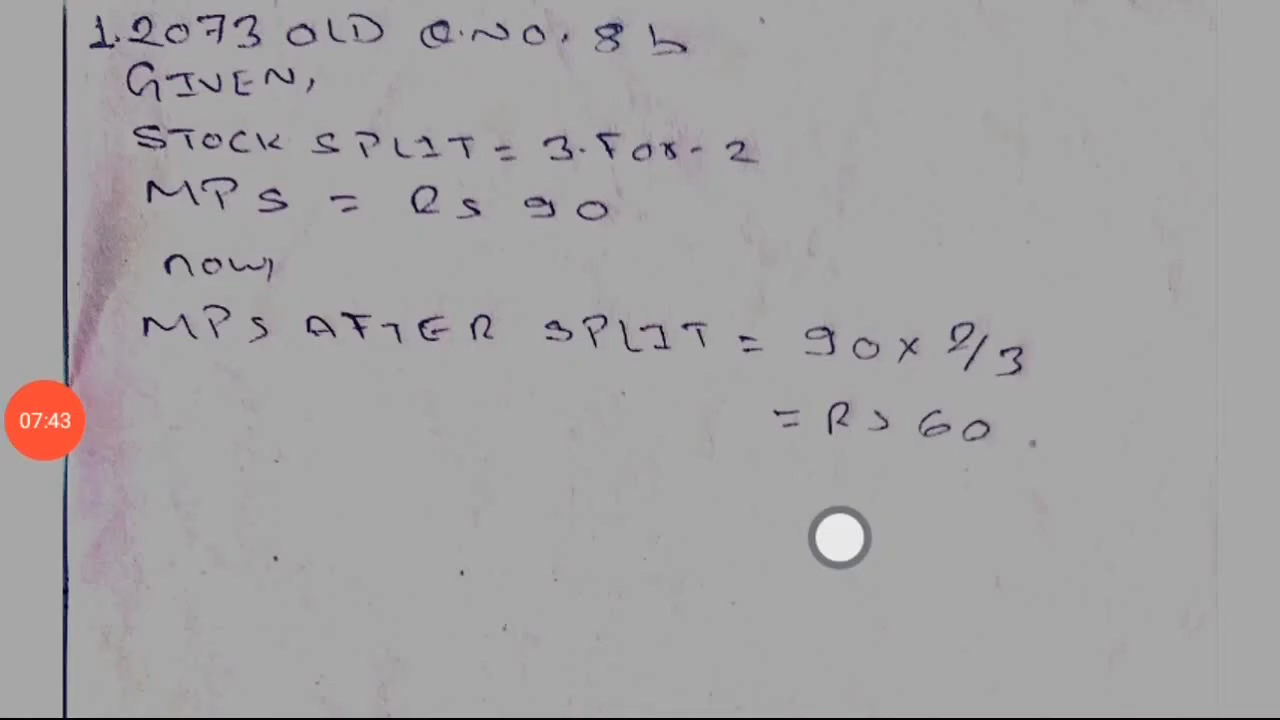 1. 2073 OLD Q.NO. 8 b
GIVEN,
STOCK SPLIT = 3-For-2
MPS = Rs 90
now,
MPS AFTER SPLIT = 90 x 2/3
= Rs 60.
07:43